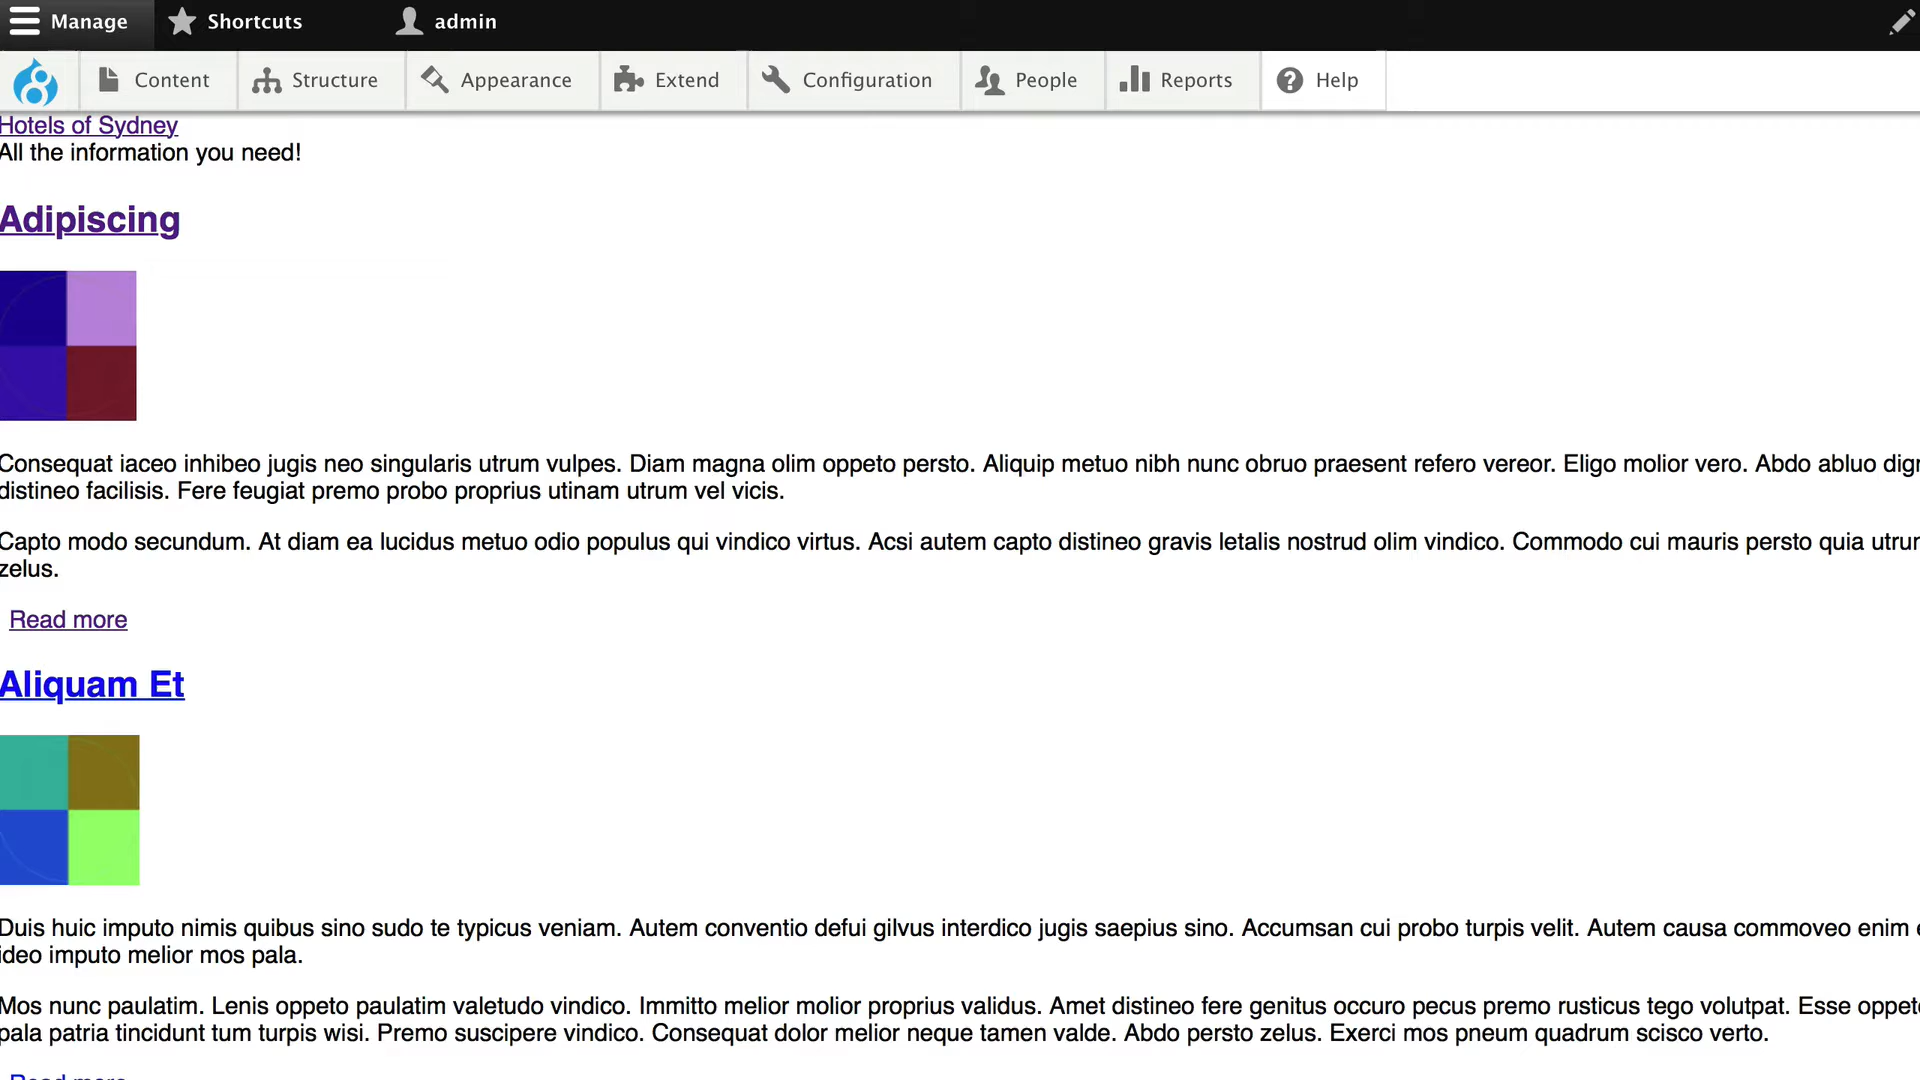 Manage Shortcuts admin
Content Structure Appearance Extend Configuration People Reports Help
Hotels of Sydney
All the information you need!
Adipiscing
Consequat iaceo inhibeo jugis neo singularis utrum vulpes. Diam magna olim oppeto persto. Aliquip metuo nibh nunc obruo praesent refero vereor. Eligo molior vero. Abdo abluo
distineo facilisis. Fere feugiat premo probo proprius utinam utrum vel vicis.
Capto modo secundum. At diam ea lucidus metuo odio populus qui vindico virtus. Acsi autem capto distineo gravis letalis nostrud olim vindico. Commodo cui mauris persto quia
zelus.
Read more
Aliquam Et
Duis huic imputo nimis quibus sino sudo te typicus veniam. Autem conventio defui gilvus interdico jugis saepius sino. Accumsan cui probo turpis velit. Autem causa commoveo enim
ideo imputo melior mos pala.
Mos nunc paulatim. Lenis oppeto paulatim valetudo vindico. Immitto melior molior proprius validus. Amet distineo fere genitus occuro pecus premo rusticus tego volutpat. Esse
pala patria tincidunt tum turpis wisi. Premo suscipere vindico. Consequat dolor melior neque tamen valde. Abdo persto zelus. Exerci mos pneum quadrum scisco verto.
Read more